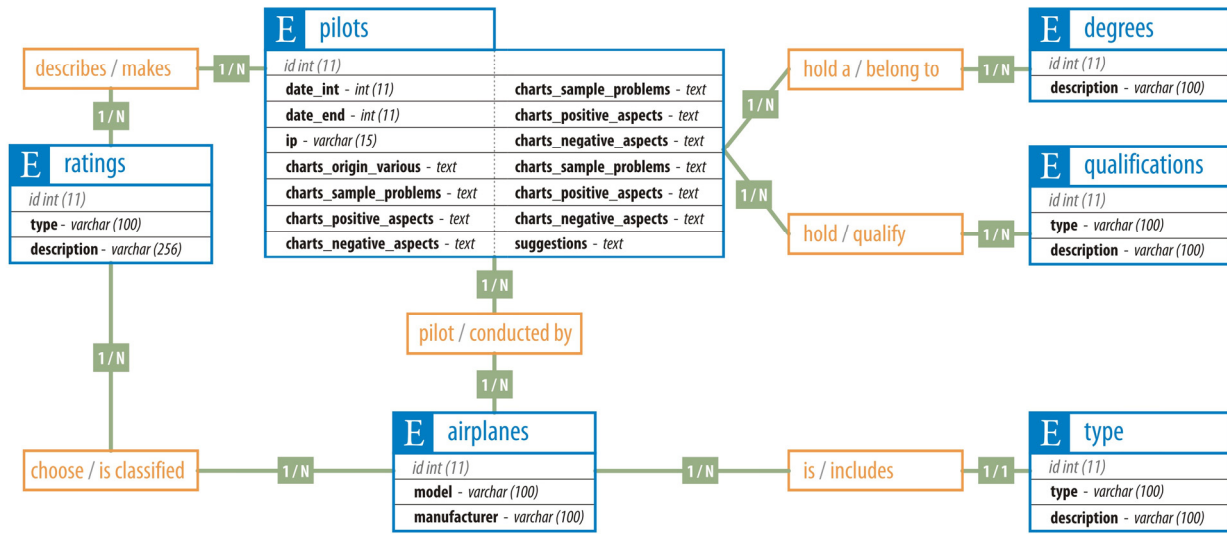 E pilots
id int (11)
date_int - int (11)
date_end - int (11)
ip - varchar (15)
charts_origin_various - text
charts_sample_problems - text
charts_positive_aspects - text
charts_negative_aspects - text
charts_sample_problems - text
charts_positive_aspects - text
charts_negative_aspects - text
charts_sample_problems - text
charts_positive_aspects - text
charts_negative_aspects - text
suggestions - text
describes / makes
1/N
1/N
E ratings
id int (11)
type - varchar (100)
description - varchar (256)
1/N
choose / is classified
1/N
1/N
pilot / conducted by
1/N
E airplanes
id int (11)
model - varchar (100)
manufacturer - varchar (100)
1/N
hold a / belong to
1/N
E degrees
id int (11)
description - varchar (100)
1/N
hold / qualify
1/N
E qualifications
id int (11)
type - varchar (100)
description - varchar (100)
1/N
is / includes
1/1
E type
id int (11)
type - varchar (100)
description - varchar (100)